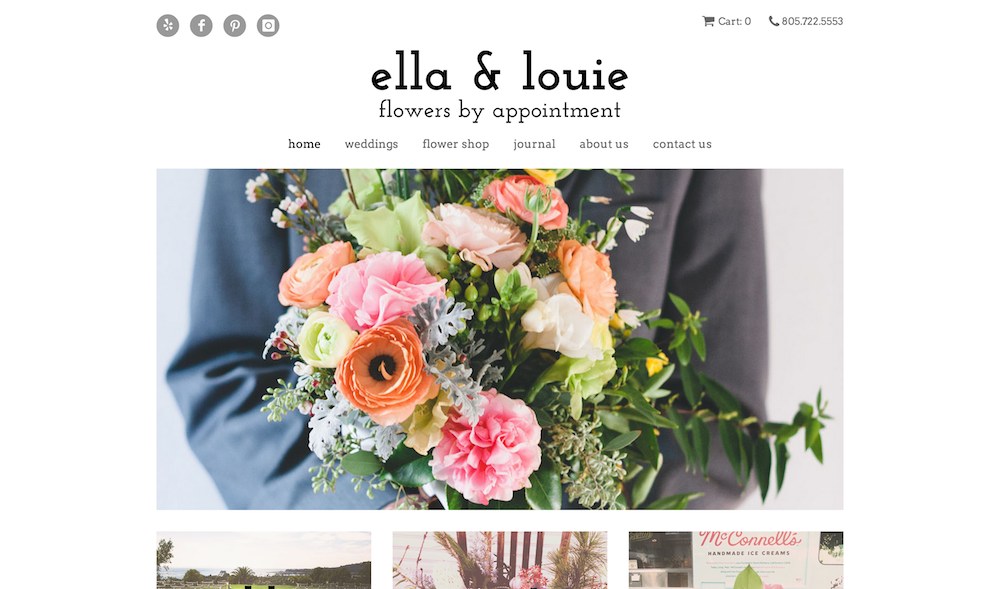 Cart: 0 805.722.5553
ella & louie
flowers by appointment
home weddings flower shop journal about us contact us
McConnell's
HANDMADE ICE CREAMS